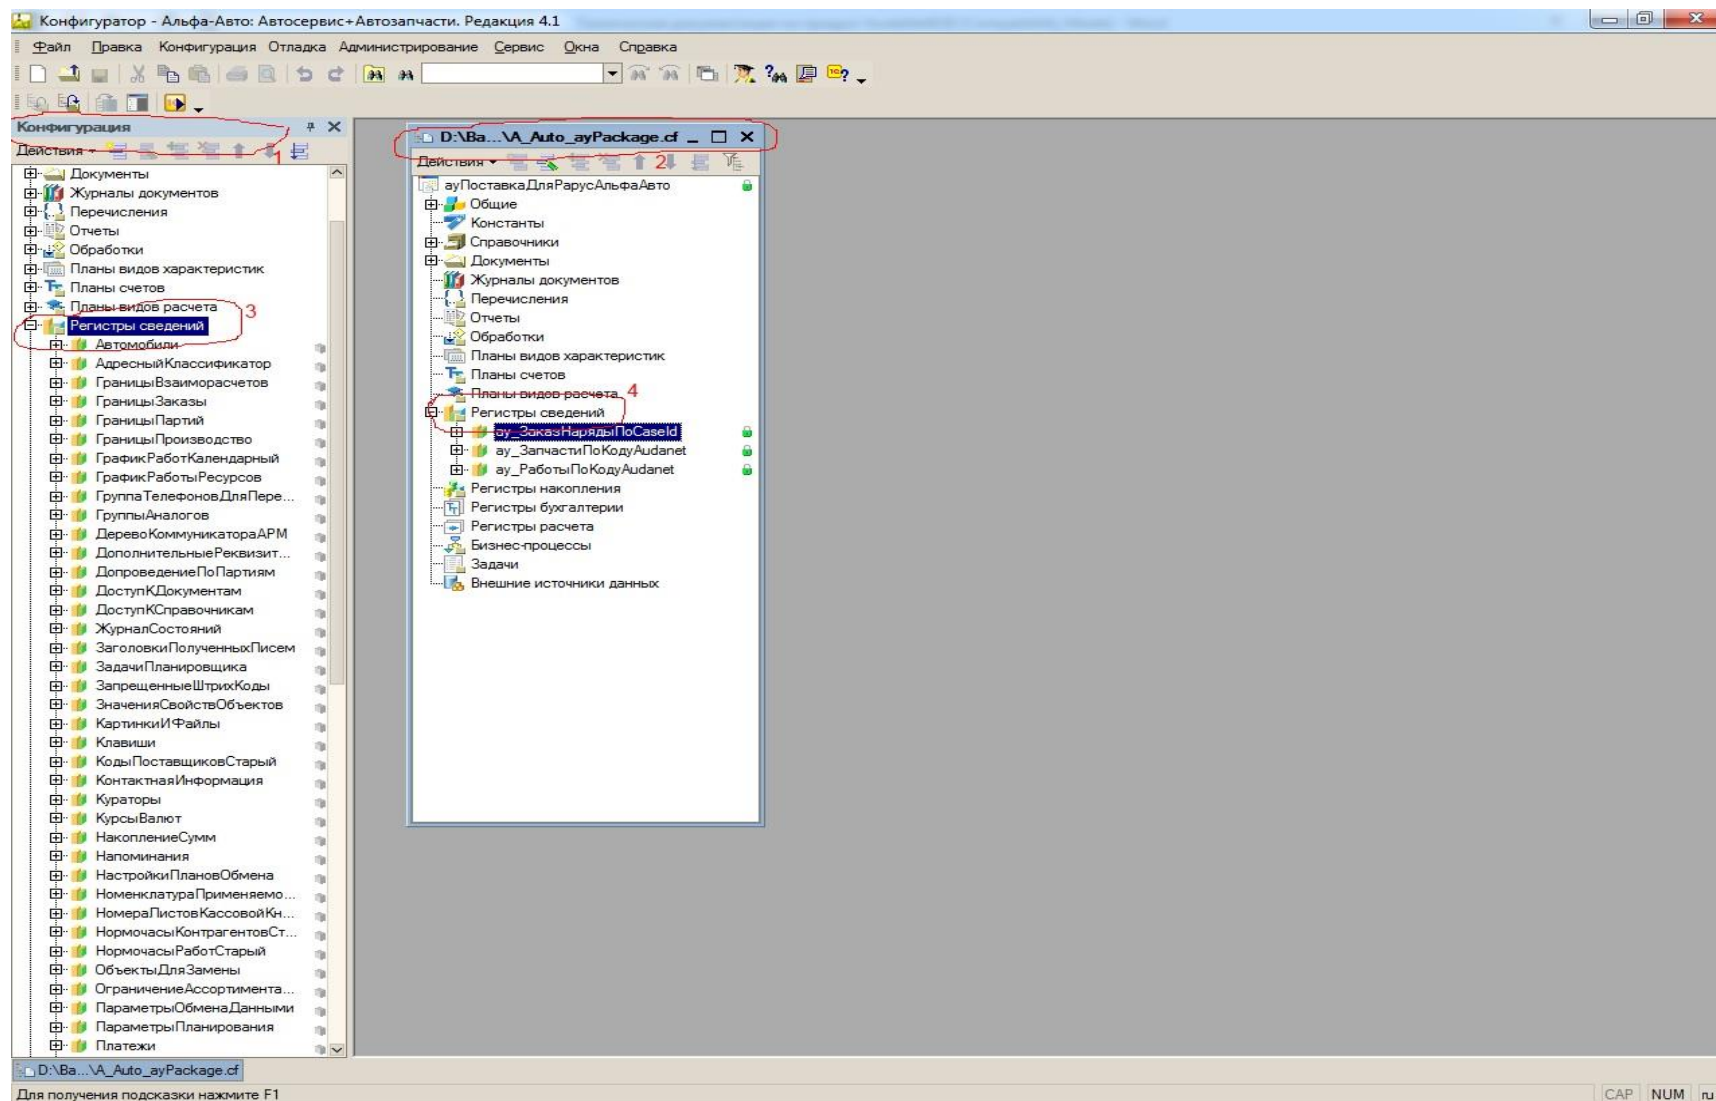 Конфигуратор - Альфа-Авто: Автосервис+Автозапчасти. Редакция 4.1
Файл Правка Конфигурация Отладка Администрирование Сервис Окна Справка
Конфигурация
Действия
1
Документы
Журналы документов
Перечисления
Отчеты
Обработки
Планы видов характеристик
Планы счетов
Планы видов расчета
3
Регистры сведений
Автомобили
АдресныйКлассификатор
ГраницыВзаиморасчетов
ГраницыЗаказы
ГраницыПартий
ГраницыПроизводство
ГрафикРаботКалендарный
ГрафикРаботыРесурсов
ГруппаТелефоновДляПере...
ГруппыАналогов
ДеревоКоммуникатораАРМ
ДополнительныеРеквизит...
ДопроведениеПоПартиям
ДоступКДокументам
ДоступКСправочникам
ЖурналСостояний
ЗаголовкиПолученныхПисем
ЗадачиПланировщика
ЗапрещенныеШтрихКоды
ЗначенияСвойствОбъектов
КартинкиИФайлы
Клавиши
КодыПоставщиковСтарый
КонтактнаяИнформация
Кураторы
КурсыВалют
НакоплениеСумм
Напоминания
НастройкиПлановОбмена
НоменклатураПрименяемо...
НомераЛистовКассовойКн...
НормочасыКонтрагентовСт...
НормочасыРаботСтарый
ОбъектыДляЗамены
ОграничениеАссортимента...
ПараметрыОбменаДанными
ПараметрыПланирования
Платежи
D:\Ba...\A_Auto_ayPackage.cf
Действия
2
ауПоставкаДляРарусАльфаАвто
Общие
Константы
Справочники
Документы
Журналы документов
Перечисления
Отчеты
Обработки
Планы видов характеристик
Планы счетов
Планы видов расчета
4
Регистры сведений
ау_ЗаказНарядыПоCaseId
ау_ЗапчастиПоКодуAudanet
ау_РаботыПоКодуAudanet
Регистры накопления
Регистры бухгалтерии
Регистры расчета
Бизнес-процессы
Задачи
Внешние источники данных
D:\Ba...\A_Auto_ayPackage.cf
Для получения подсказки нажмите F1
CAP NUM ru